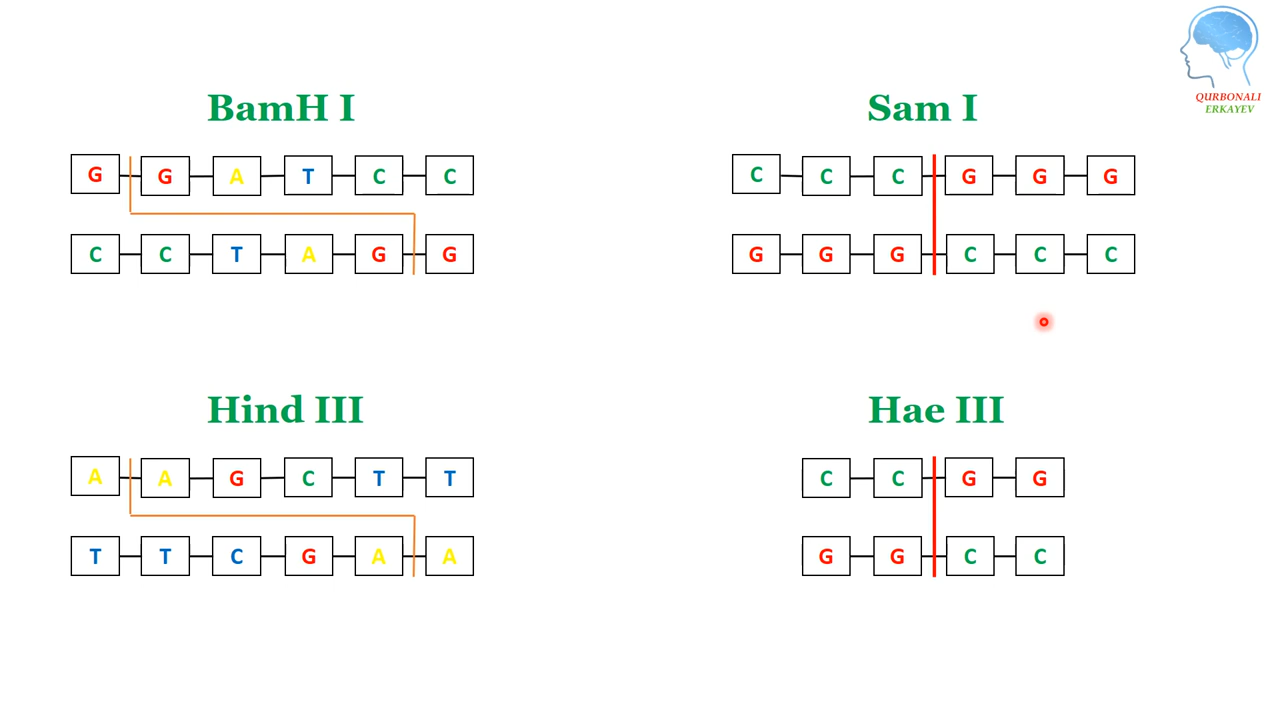 QURBONALI
ERKAYEV
BamH I
G G A T C C
C C T A G G
Sam I
C C C G G G
G G G C C C
Hind III
A A G C T T
T T C G A A
Hae III
C C G G
G G C C